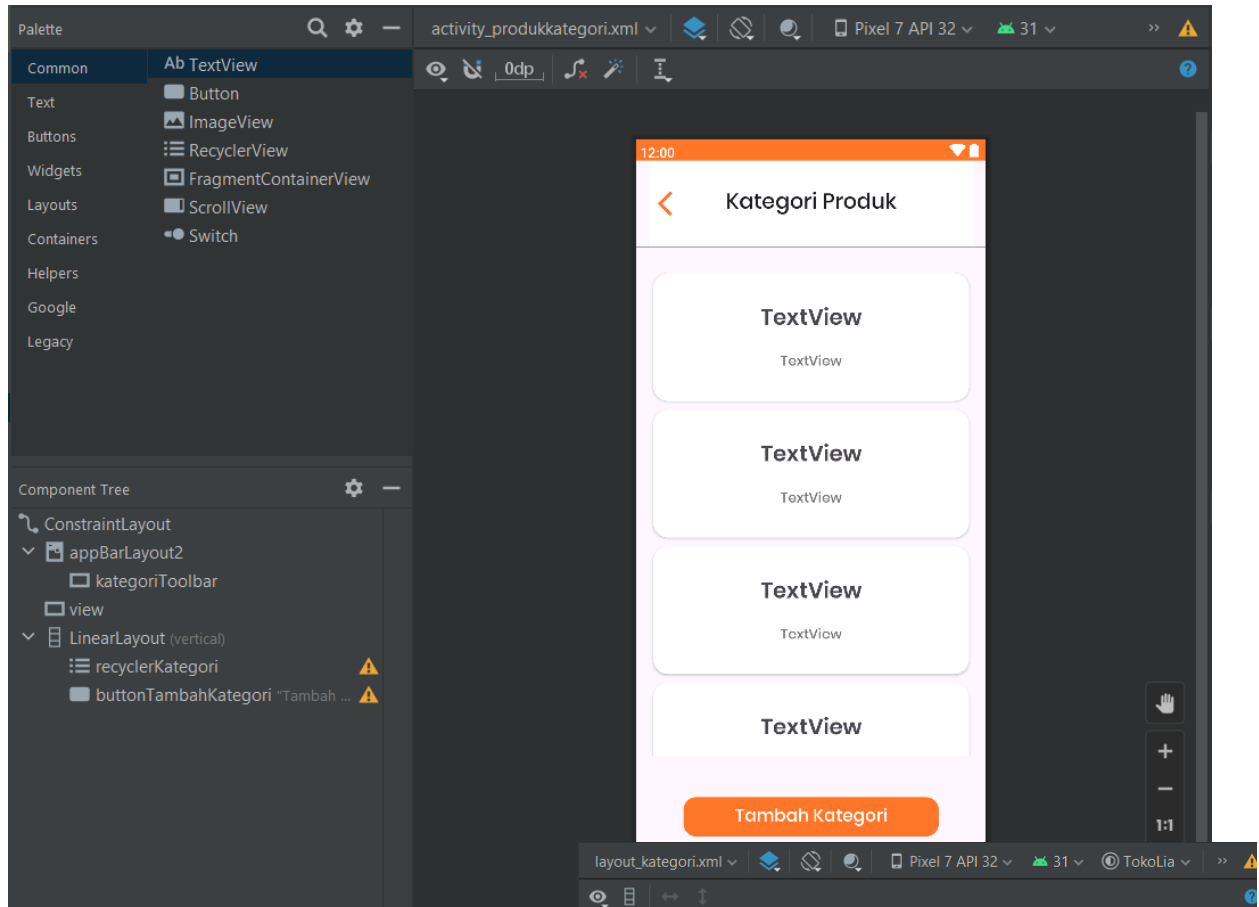 Palette
Common
Text
Buttons
Widgets
Layouts
Containers
Helpers
Google
Legacy
Ab TextView
Button
ImageView
RecyclerView
FragmentContainerView
ScrollView
Switch
Component Tree
ConstraintLayout
appBarLayout2
kategoriToolbar
view
LinearLayout (vertical)
recyclerKategori
buttonTambahKategori "Tambah ...
activity_produkkategori.xml
Pixel 7 API 32
31
0dp
12:00
Kategori Produk
TextView
TextView
TextView
TextView
TextView
TextView
TextView
Tambah Kategori
1:1
layout_kategori.xml
Pixel 7 API 32
31
TokoLia